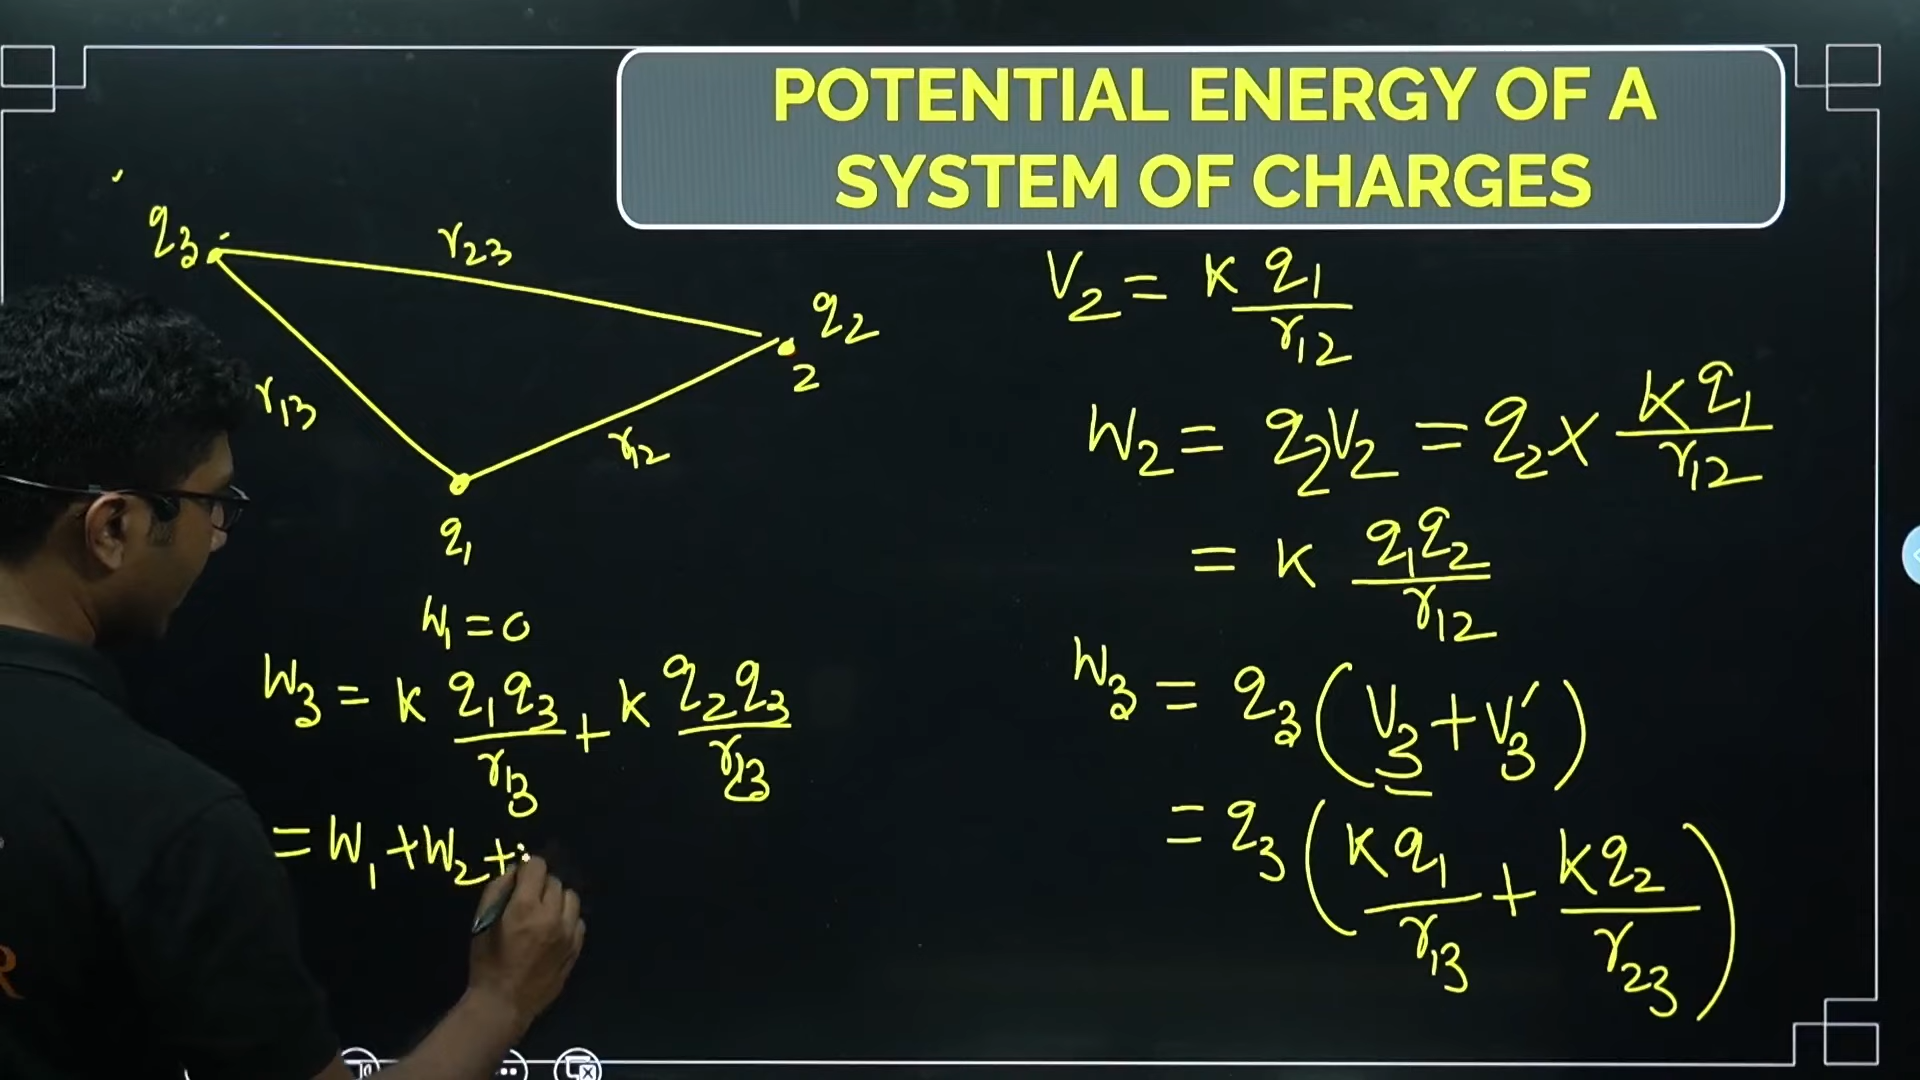 POTENTIAL ENERGY OF A
SYSTEM OF CHARGES
q3
r23
q2
2
r13
r12
q1
W1 = 0
W3 = K q1q3/r13 + K q2q3/r23
= W1 + W2 +
V2 = K q1/r12
W2 = q2V2 = q2 × Kq1/r12
= K q1q2/r12
W3 = q3 (V3 + V3')
= q3 (Kq1/r13 + Kq2/r23)
R